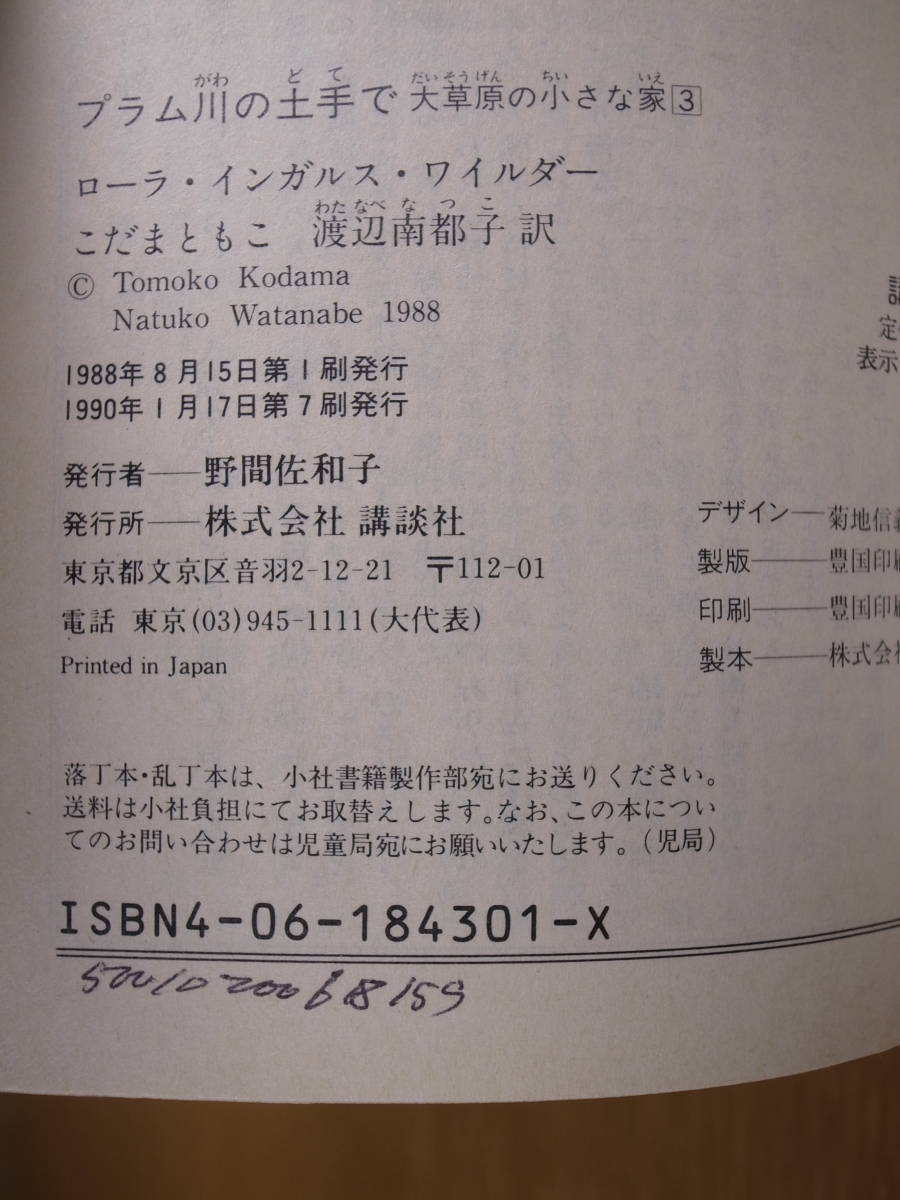 プラム川の土手で 大草原の小さな家3
ローラ・インガルス・ワイルダー
こだまともこ 渡辺南都子 訳
© Tomoko Kodama
Natuko Watanabe 1988
1988年8月15日第1刷発行
1990年1月17日第7刷発行
発行者──野間佐和子
発行所──株式会社 講談社
東京都文京区音羽2-12-21 〒112-01
電話 東京(03)945-1111(大代表)
Printed in Japan
定
表示
デザイン──菊地信義
製版──豊国印刷
印刷──豊国印刷
製本──株式会社
落丁本・乱丁本は、小社書籍製作部宛にお送りください。
送料は小社負担にてお取替えします。なお、この本につい
てのお問い合わせは児童局宛にお願いいたします。(児局)
ISBN4-06-184301-X